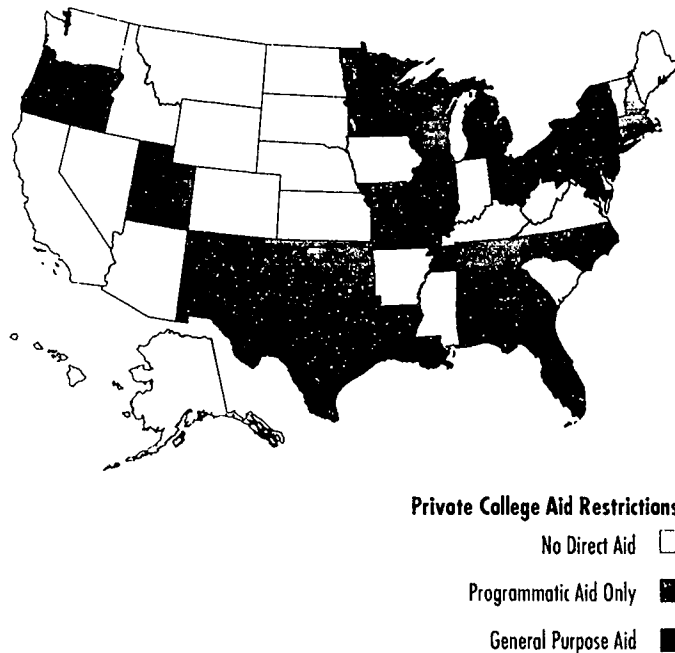 Private College Aid Restrictions
No Direct Aid
Programmatic Aid Only
General Purpose Aid